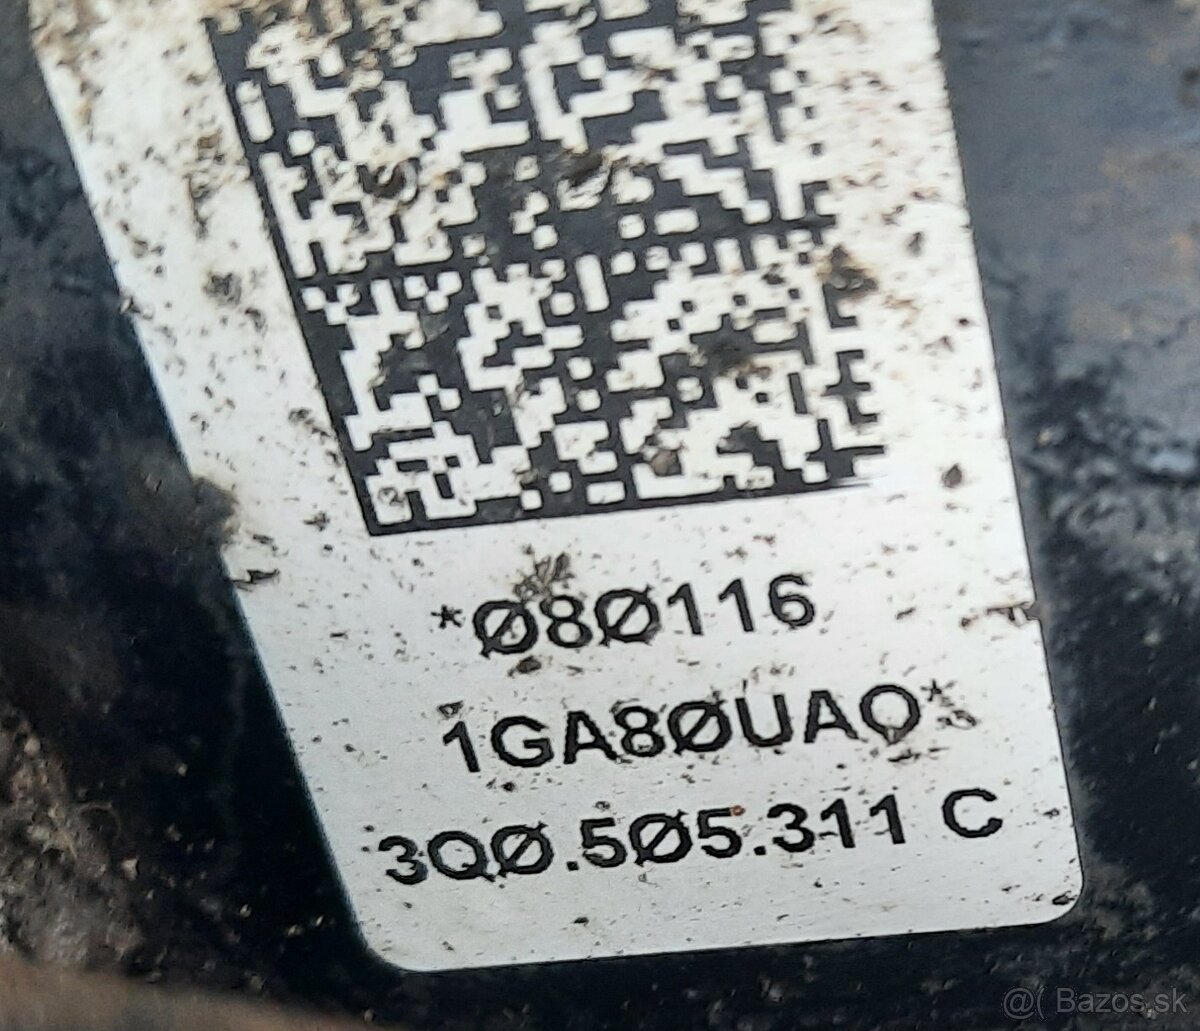 *Ø8Ø116
1GA8ØUAO*
3QØ.5Ø5.311 C
@( Bazos.sk